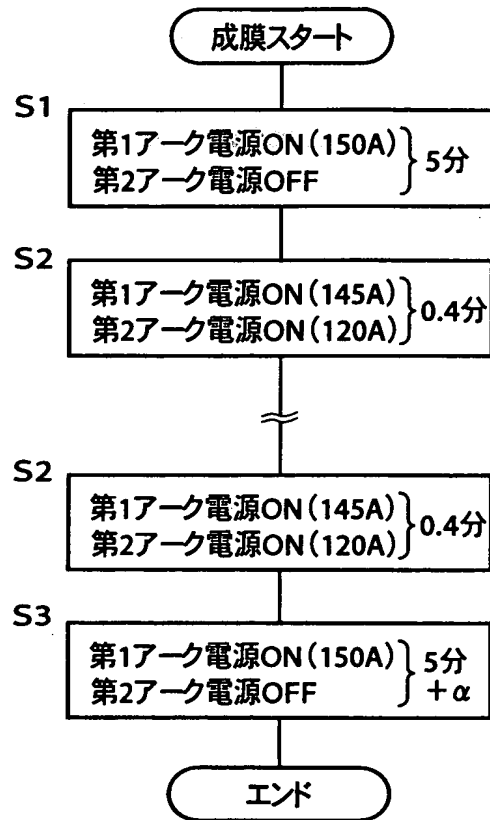 成膜スタート
S1
第1アーク電源ON(150A)
第2アーク電源OFF
5分
S2
第1アーク電源ON(145A)
第2アーク電源ON(120A)
0.4分
S2
第1アーク電源ON(145A)
第2アーク電源ON(120A)
0.4分
S3
第1アーク電源ON(150A)
第2アーク電源OFF
5分
+α
エンド